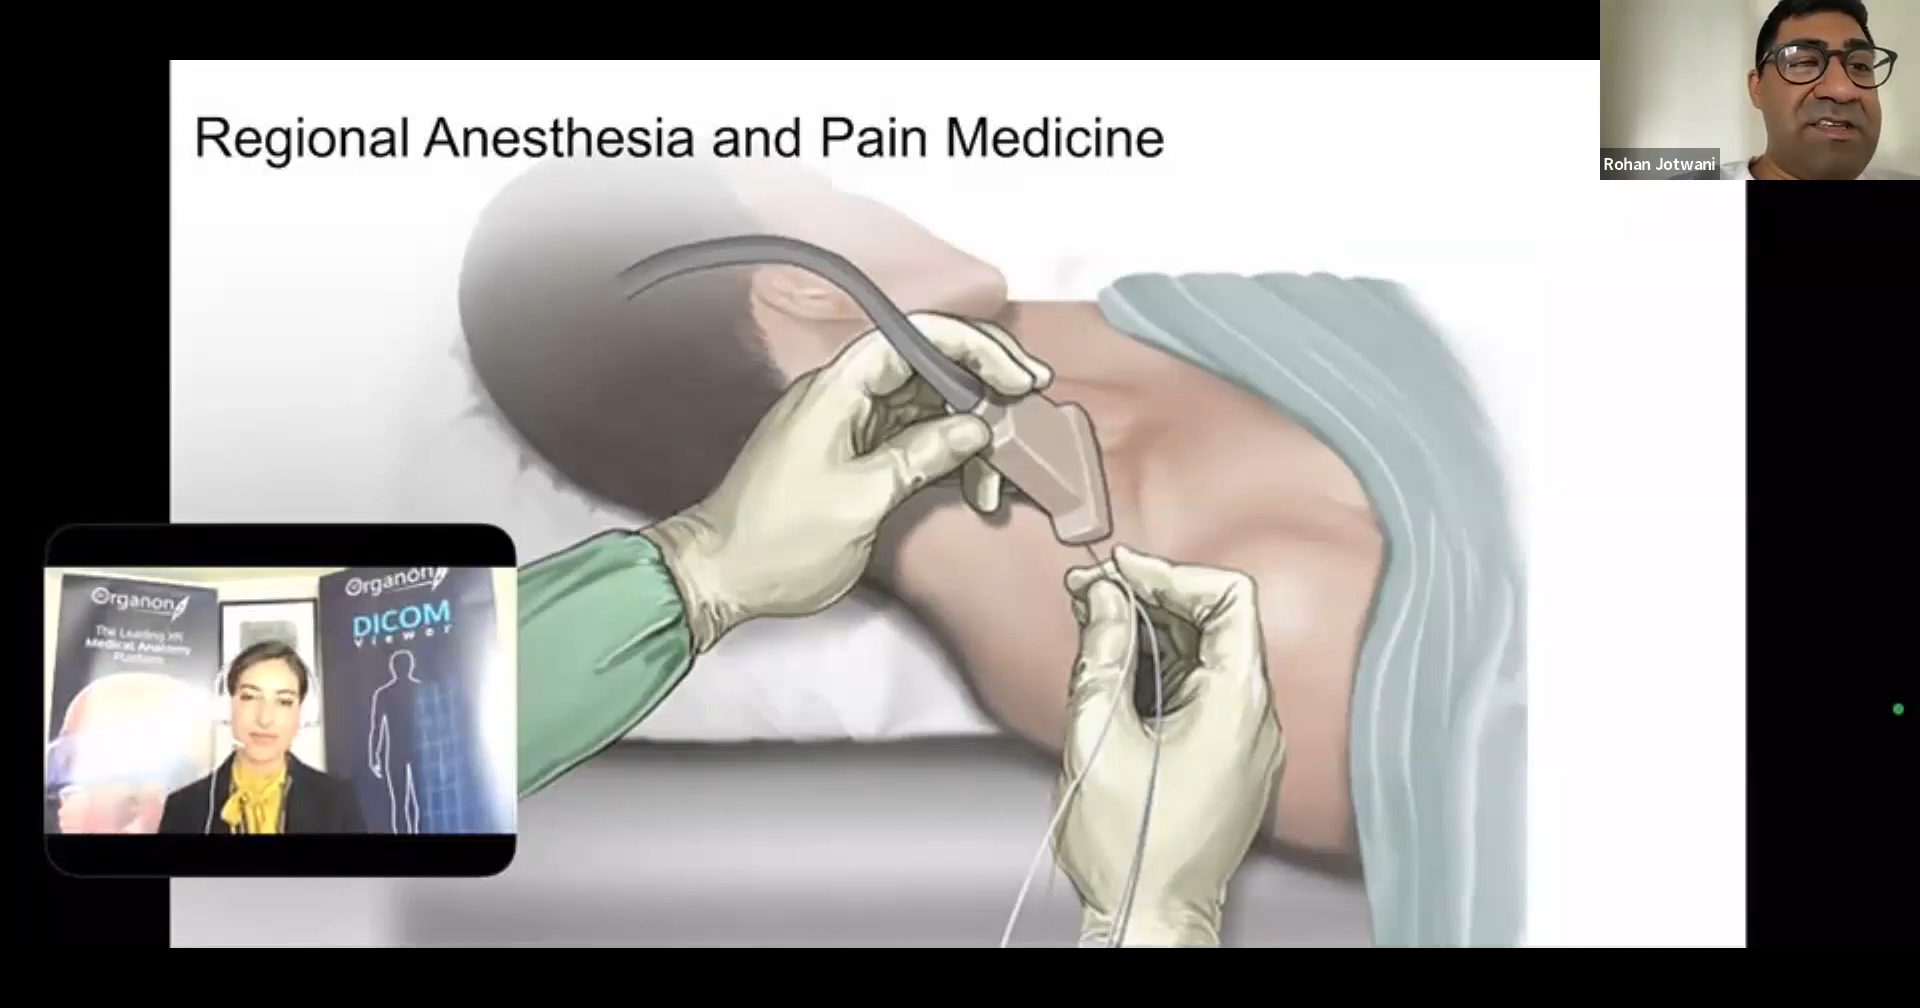 Regional Anesthesia and Pain Medicine
Rohan Jotwani
Organon
The Leading XR
Medical Anatomy
Platform
Organon
DICOM
Viewer